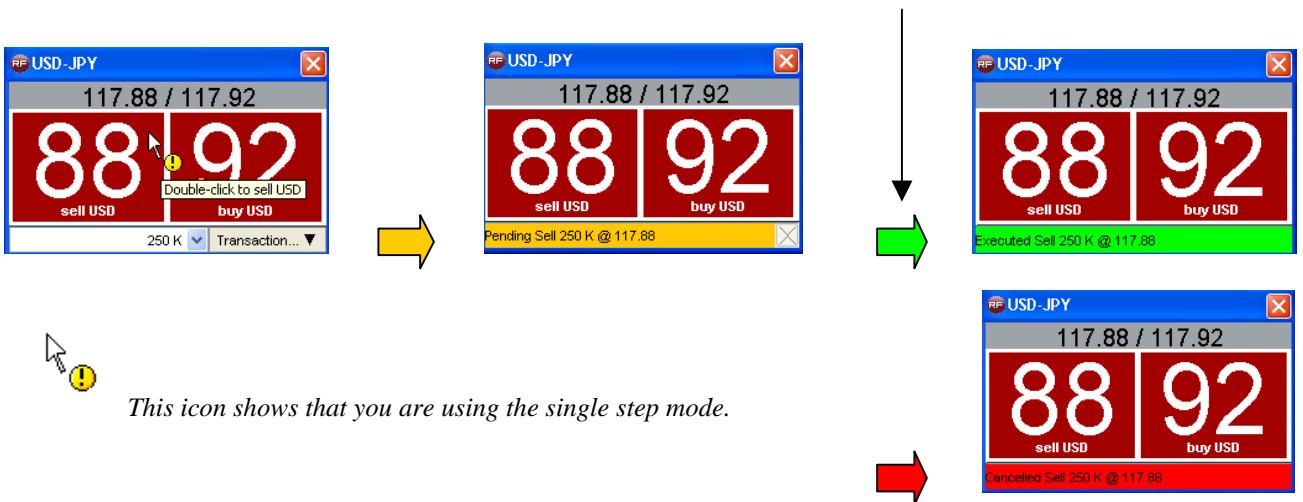 RF USD-JPY
117.88 / 117.92
88 92
Double-click to sell USD
sell USD buy USD
250 K Transaction...
RF USD-JPY
117.88 / 117.92
88 92
sell USD buy USD
Pending Sell 250 K @ 117.88
RF USD-JPY
117.88 / 117.92
88 92
sell USD buy USD
Executed Sell 250 K @ 117.88
This icon shows that you are using the single step mode.
RF USD-JPY
117.88 / 117.92
88 92
sell USD buy USD
Cancelled Sell 250 K @ 117.88